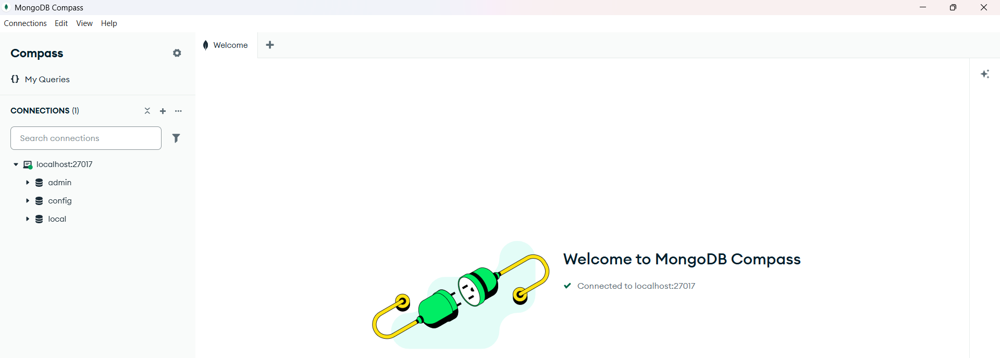 MongoDB Compass
Connections Edit View Help
Compass
Welcome
{} My Queries
CONNECTIONS (1)
Search connections
localhost:27017
admin
config
local
Welcome to MongoDB Compass
Connected to localhost:27017